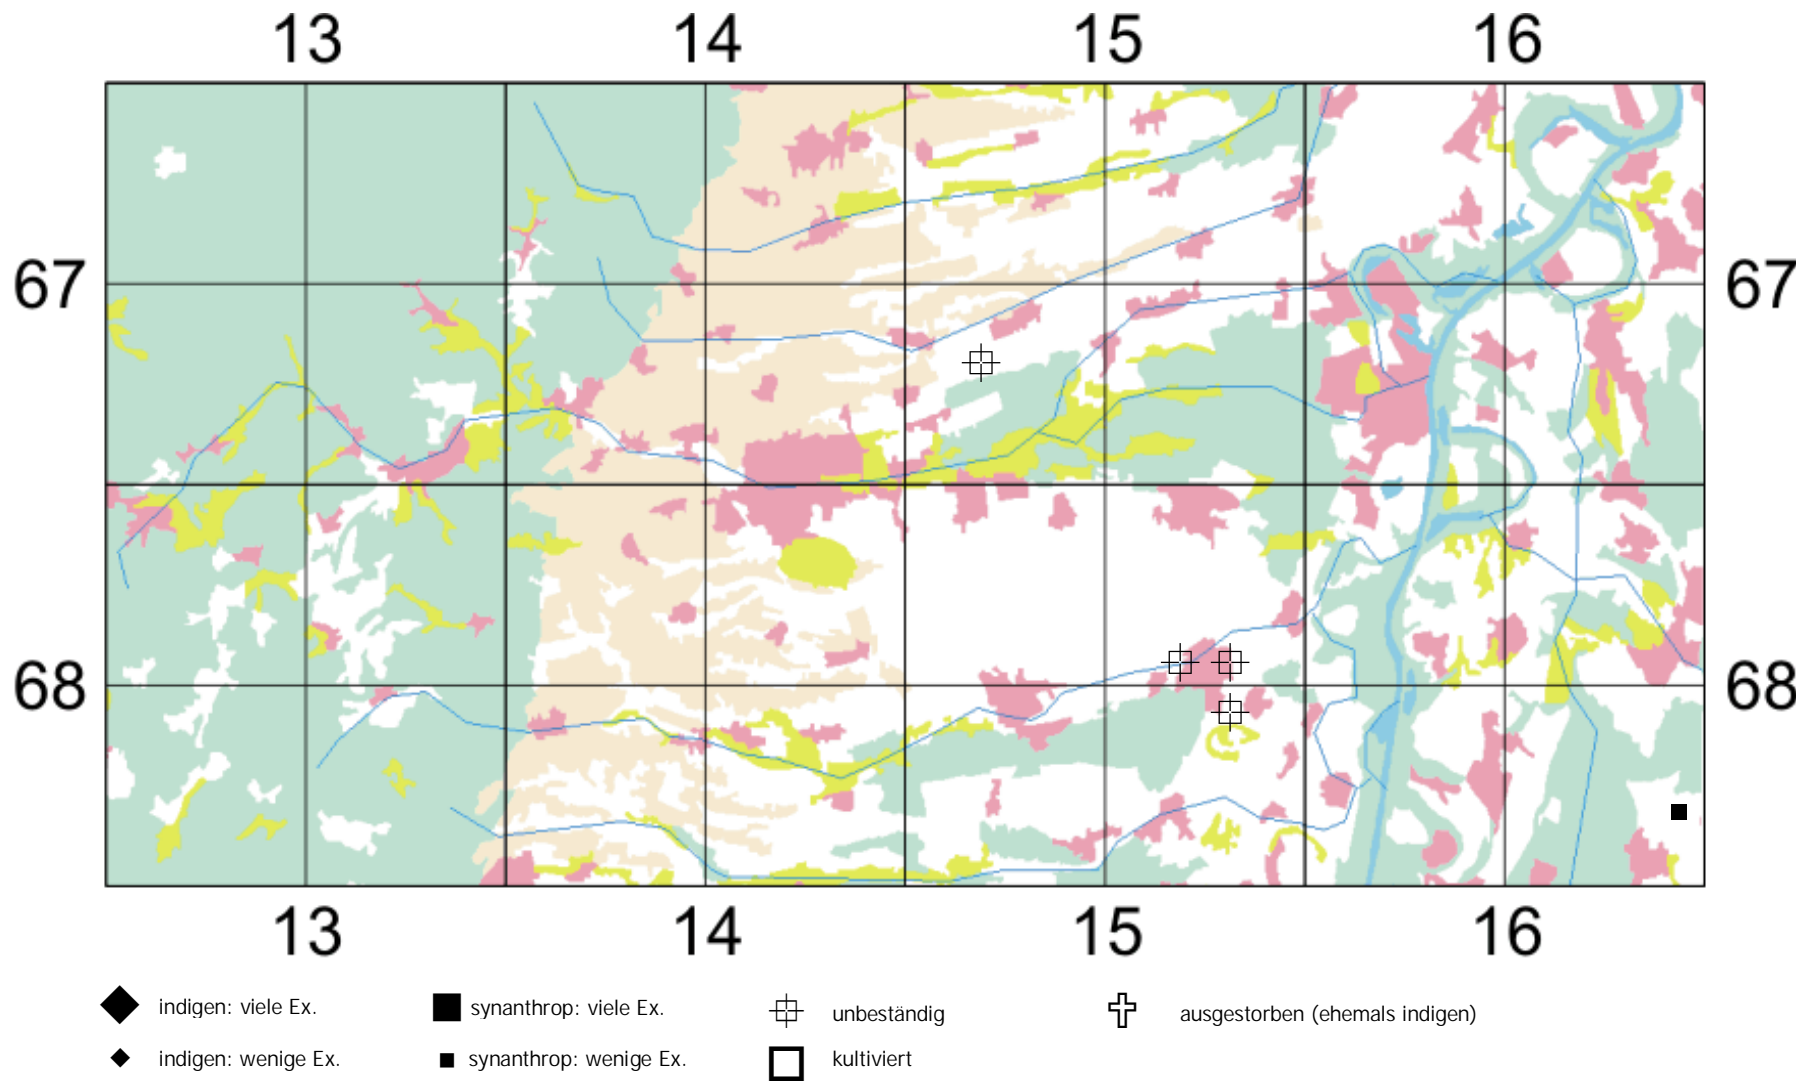 13 14 15 16
67 67
68 68
13 14 15 16
indigen: viele Ex. synanthrop: viele Ex. unbeständig ausgestorben (ehemals indigen)
indigen: wenige Ex. synanthrop: wenige Ex. kultiviert